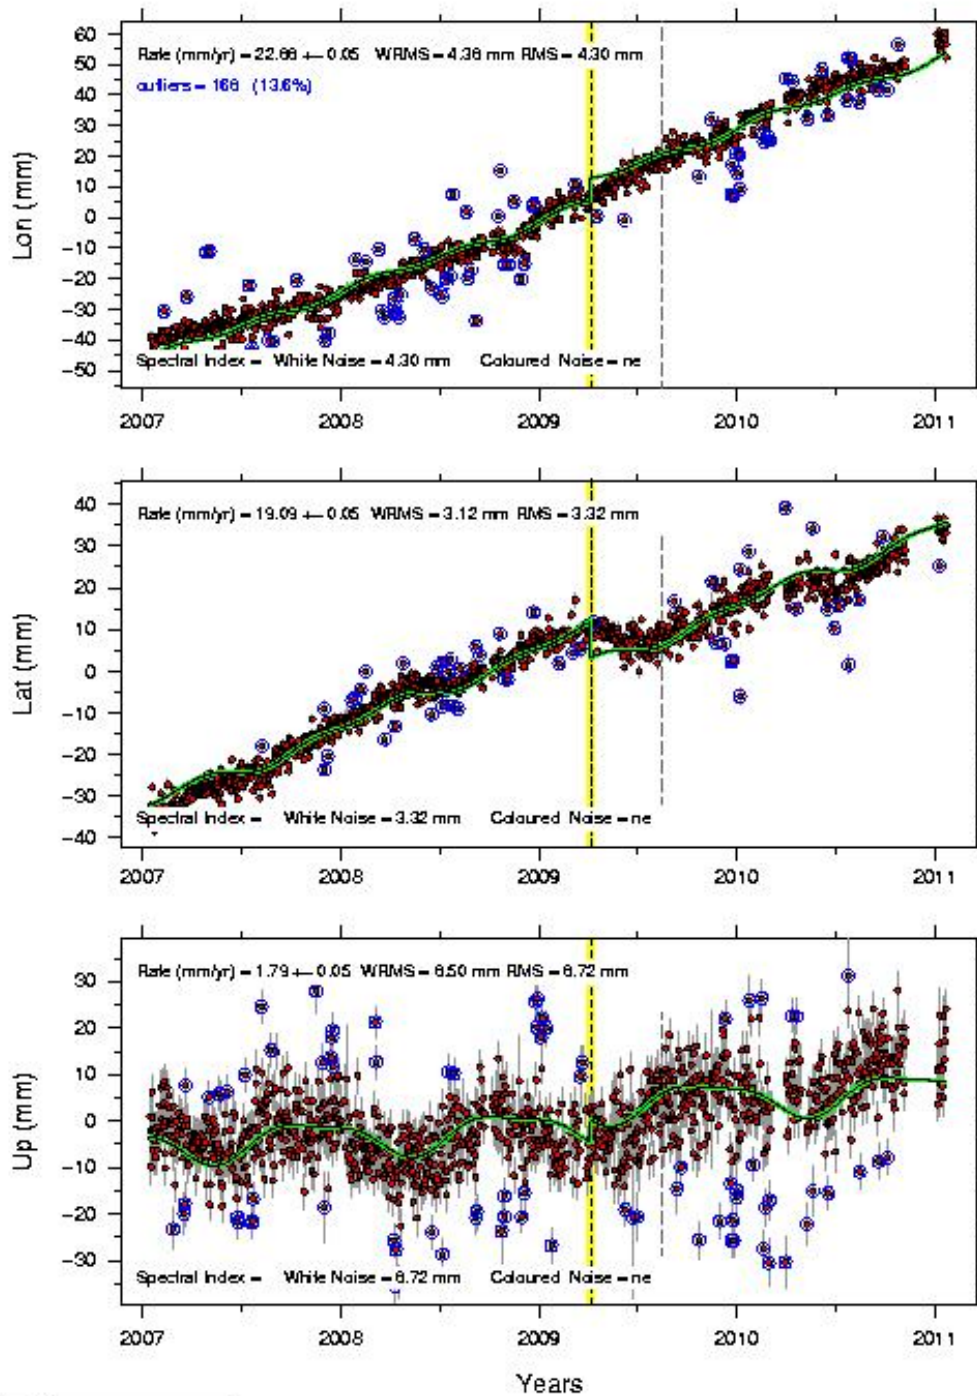 60
50
40
30
20
10
0
−10
−20
−30
−40
−50
Lon (mm)
Rate (mm/yr) = 22.66 +− 0.05 WRMS = 4.36 mm RMS = 4.30 mm
outliers = 166 (13.6%)
Spectral Index = White Noise = 4.30 mm Coloured Noise = ne
2007 2008 2009 2010 2011
40
30
20
10
0
−10
−20
−30
−40
Lat (mm)
Rate (mm/yr) = 19.09 +− 0.05 WRMS = 3.12 mm RMS = 3.32 mm
Spectral Index = White Noise = 3.32 mm Coloured Noise = ne
2007 2008 2009 2010 2011
30
20
10
0
−10
−20
−30
Up (mm)
Rate (mm/yr) = 1.79 +− 0.05 WRMS = 6.50 mm RMS = 6.72 mm
Spectral Index = White Noise = 6.72 mm Coloured Noise = ne
2007 2008 2009 2010 2011
Years